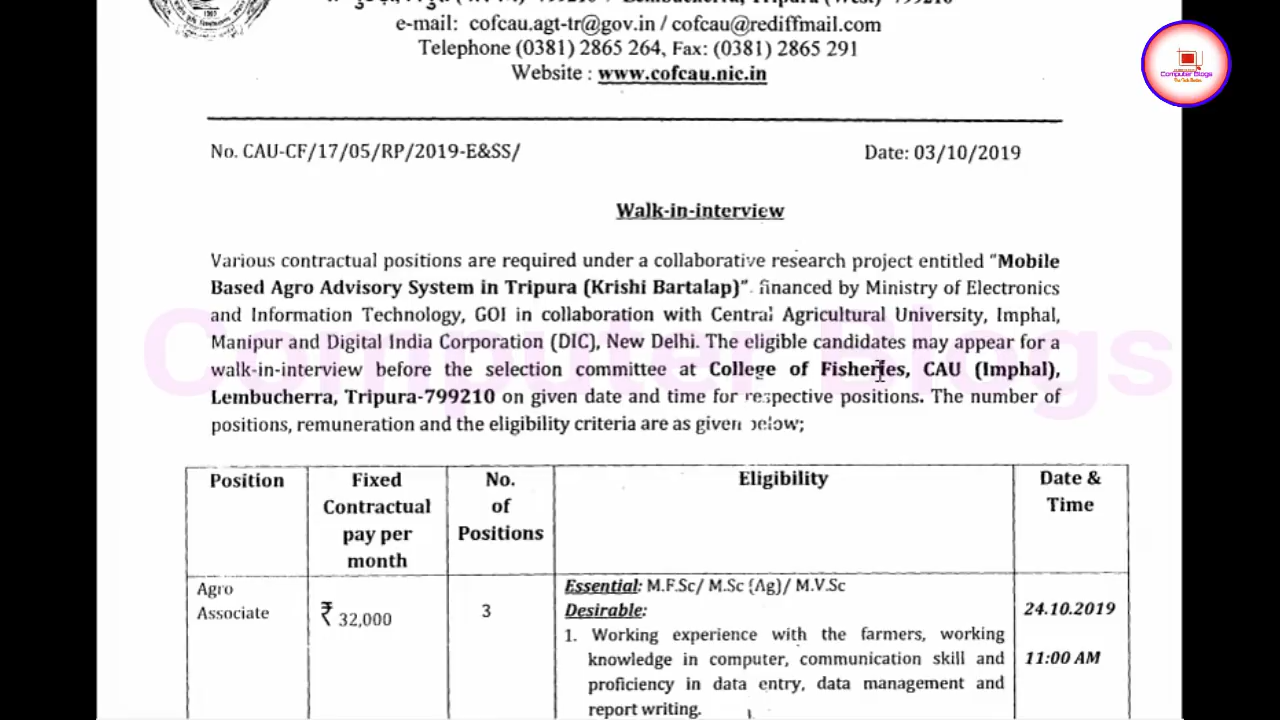 e-mail: cofcau.agt-tr@gov.in / cofcau@rediffmail.com
Telephone (0381) 2865 264, Fax: (0381) 2865 291
Website : www.cofcau.nic.in
Computer Blogs
No. CAU-CF/17/05/RP/2019-E&SS/ Date: 03/10/2019
Walk-in-interview
Various contractual positions are required under a collaborative research project entitled "Mobile
Based Agro Advisory System in Tripura (Krishi Bartalap)". financed by Ministry of Electronics
and Information Technology, GOI in collaboration with Central Agricultural University, Imphal,
Manipur and Digital India Corporation (DIC), New Delhi. The eligible candidates may appear for a
walk-in-interview before the selection committee at College of Fisheries, CAU (Imphal),
Lembucherra, Tripura-799210 on given date and time for respective positions. The number of
positions, remuneration and the eligibility criteria are as given below;
Computer Blogs
Position
Fixed
Contractual
pay per
month
No.
of
Positions
Eligibility
Date &
Time
Agro
Associate
₹ 32,000
3
Essential: M.F.Sc/ M.Sc (Ag)/ M.V.Sc
Desirable:
1. Working experience with the farmers, working
knowledge in computer, communication skill and
proficiency in data entry, data management and
report writing.
24.10.2019
11:00 AM